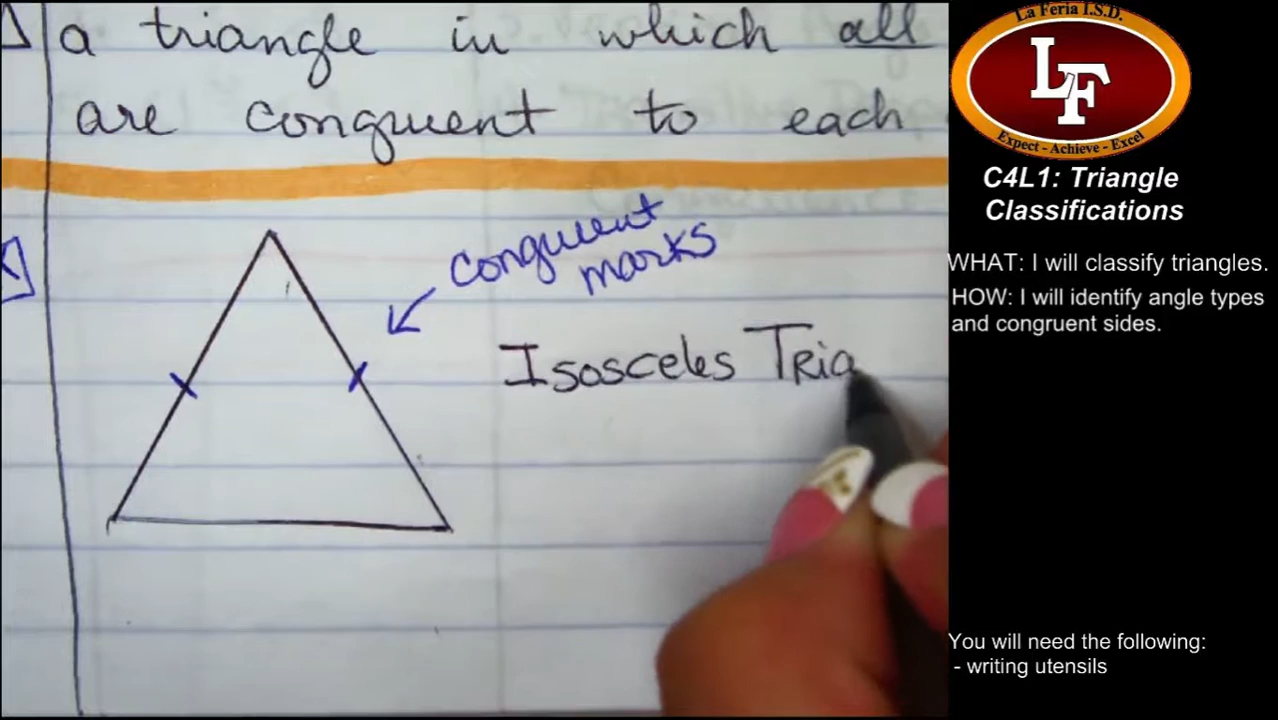 a triangle in which all
are congruent to each
congruent
marks
Isosceles Tria
La Feria I.S.D.
LF
Expect - Achieve - Excel
C4L1: Triangle
Classifications
WHAT: I will classify triangles.
HOW: I will identify angle types
and congruent sides.
You will need the following:
- writing utensils